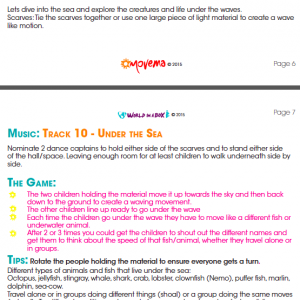 Lets dive into the sea and explore the creatures and life under the waves.
Scarves:Tie the scarves together or use one large piece of light material to create a wave
like motion.
movema ©2015
Page 6
Page 7
WORLD IN A BOX ©2015
MUSIC: TRACK 10 - UNDER THE SEA
Nominate 2 dance captains to hold either side of the scarves and to stand either side
of the hall/space. Leaving enough room for at least children to walk underneath side by
side.
THE GAME:
The two children holding the material move it up towards the sky and then back
down to the ground to create a waving movement.
The other children line up ready to go under the wave
Each time the children go under the wave they have to move like a different fish or
underwater animal.
After 2 or 3 times you could get the children to shout out the different names and
get them to think about the speed of that fish/animal, whether they travel alone or
in groups.
TIPS: Rotate the people holding the material to ensure everyone gets a turn.
Different types of animals and fish that live under the sea:
Octopus, jellyfish, stingray, whale, shark, crab, lobster, clownfish (Nemo), puffer fish, marlin,
dolphin, sea-cow.
Travel alone or in groups doing different things (shoal) or a group doing the same moves